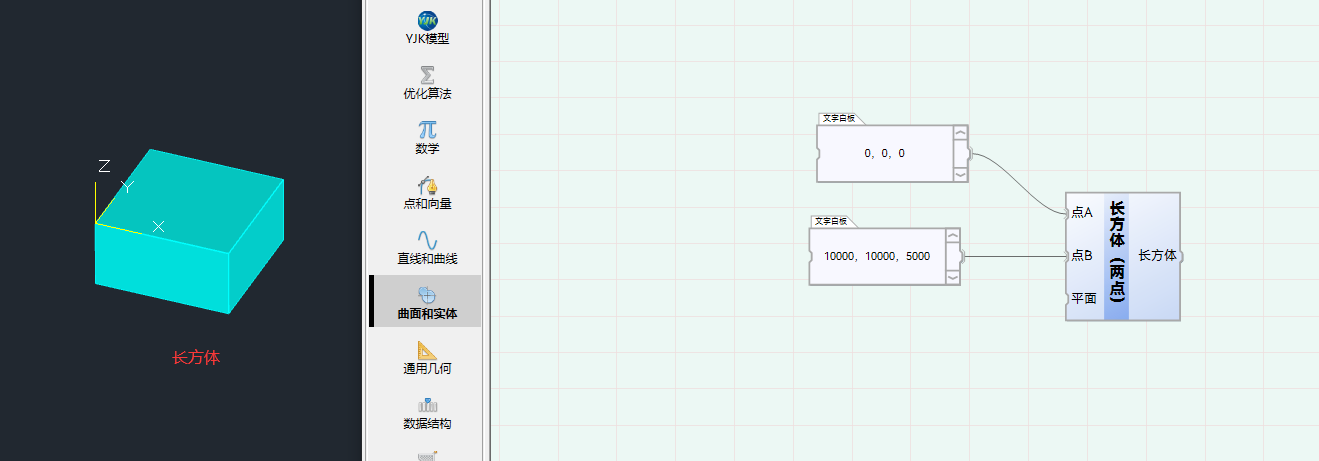 Z
Y
X
长方体
YJK
YJK模型
优化算法
数学
点和向量
直线和曲线
曲面和实体
通用几何
数据结构
文字白板
0，0，0
文字白板
10000，10000，5000
点A
点B
平面
长方体（两点）
长方体